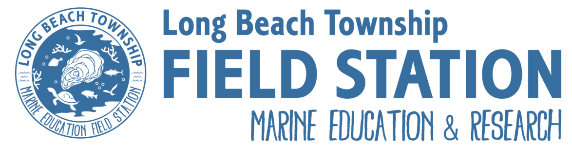 LONG BEACH TOWNSHIP
MARINE EDUCATION FIELD STATION
Long Beach Township
FIELD STATION
MARINE EDUCATION & RESEARCH